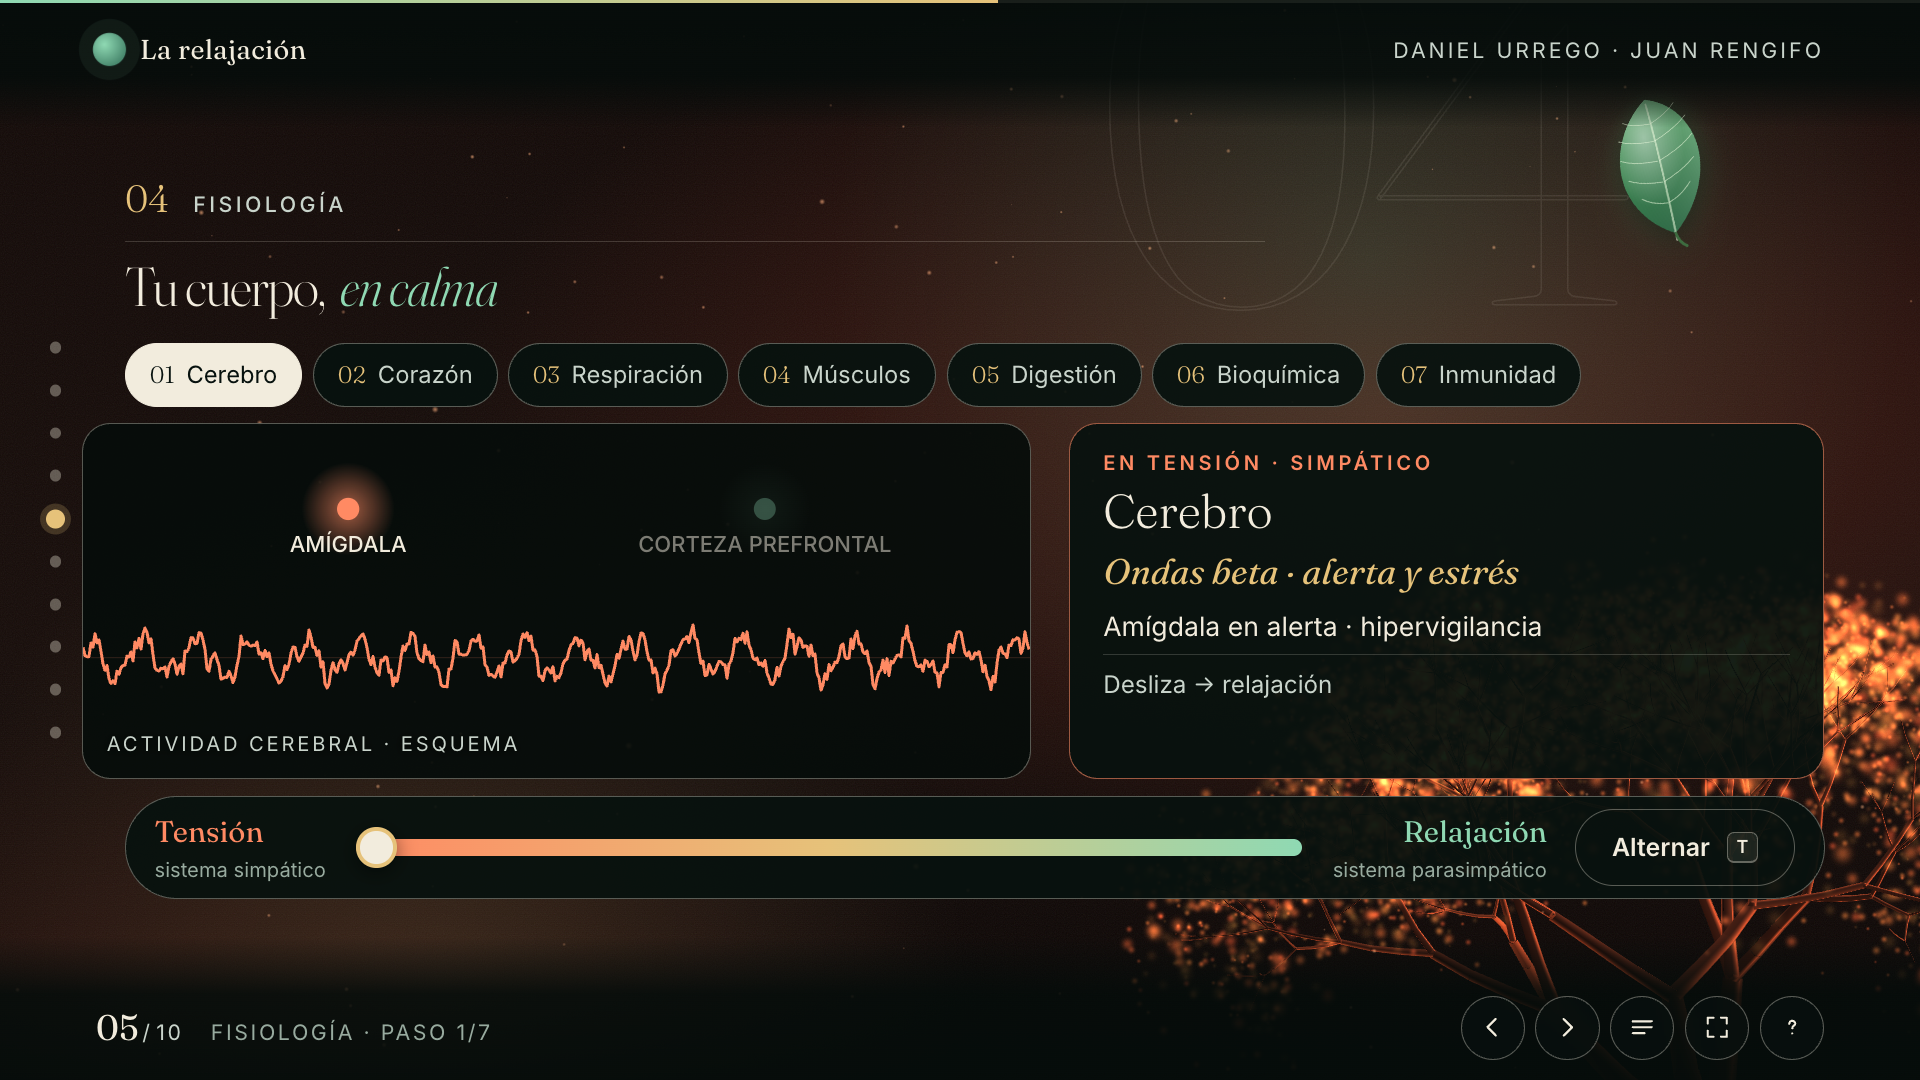 La relajación
DANIEL URREGO · JUAN RENGIFO
04
04 FISIOLOGÍA
Tu cuerpo, en calma
01 Cerebro
02 Corazón
03 Respiración
04 Músculos
05 Digestión
06 Bioquímica
07 Inmunidad
AMÍGDALA
CORTEZA PREFRONTAL
ACTIVIDAD CEREBRAL · ESQUEMA
EN TENSIÓN · SIMPÁTICO
Cerebro
Ondas beta · alerta y estrés
Amígdala en alerta · hipervigilancia
Desliza → relajación
Tensión
sistema simpático
Relajación
sistema parasimpático
Alternar T
05 / 10 FISIOLOGÍA · PASO 1/7
?